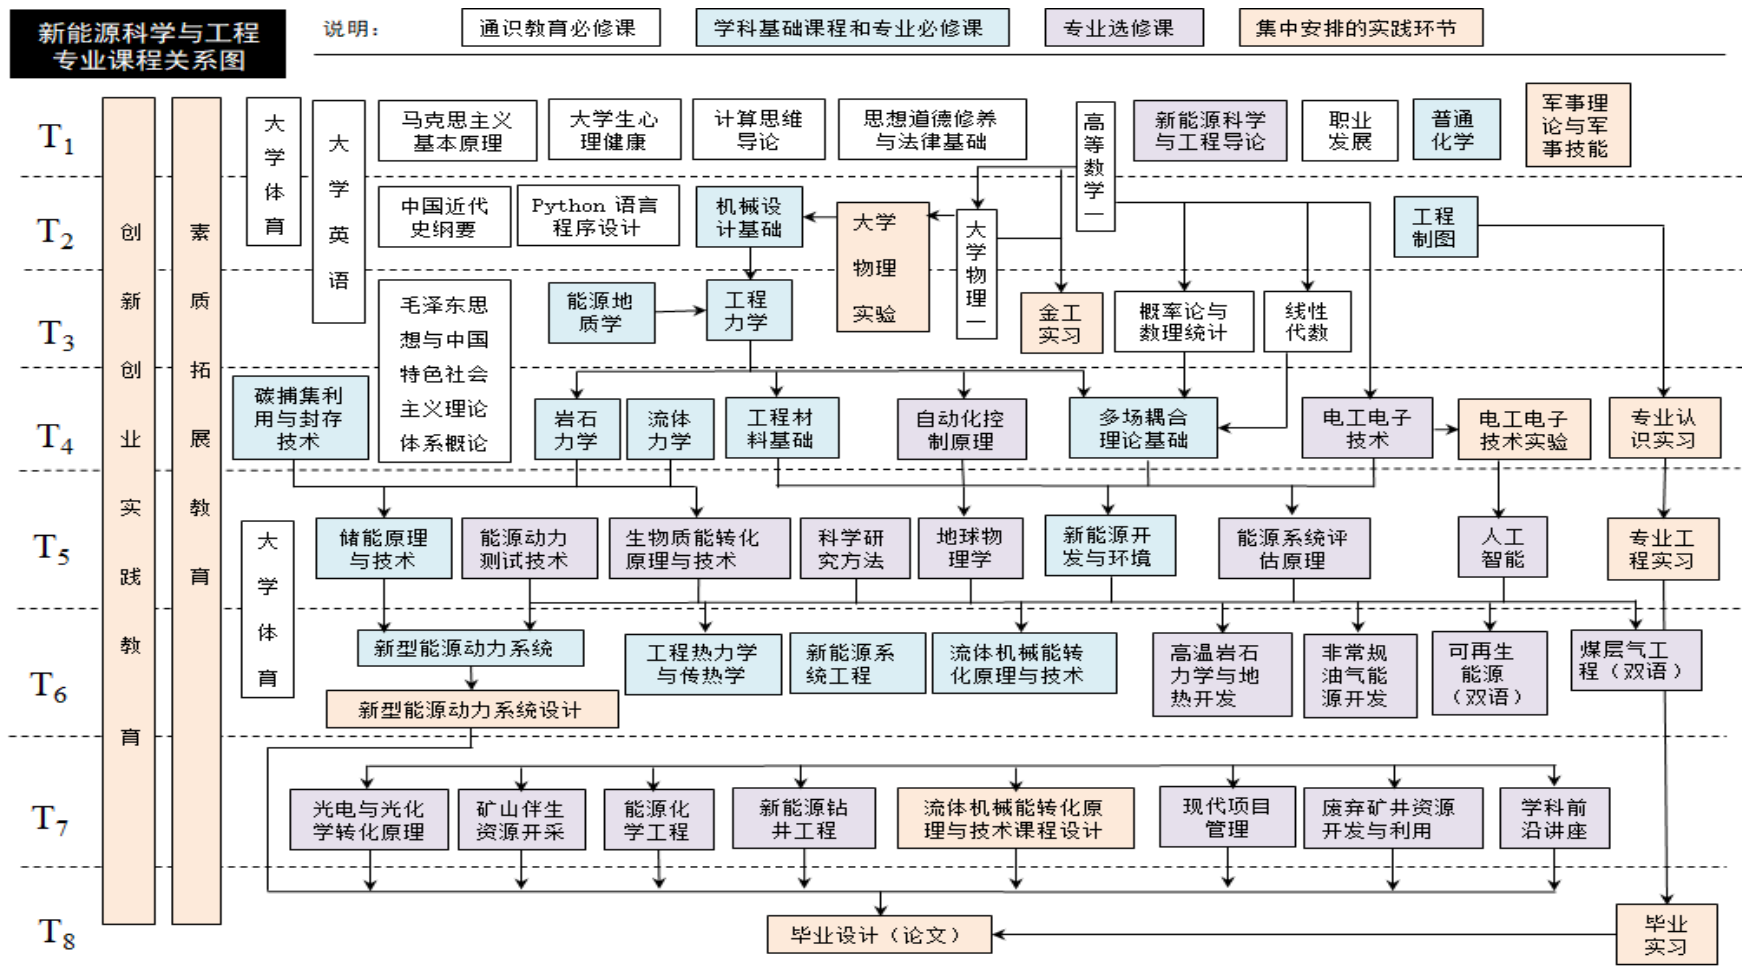 新能源科学与工程
专业课程关系图
说明：
通识教育必修课
学科基础课程和专业必修课
专业选修课
集中安排的实践环节
T1
创新创业实践教育
素质拓展教育
大学体育
大学英语
马克思主义
基本原理
大学生心
理健康
计算思维
导论
思想道德修养
与法律基础
高等数学一
新能源科学
与工程导论
职业
发展
普通
化学
军事理
论与军
事技能
T2
中国近代
史纲要
Python 语言
程序设计
机械设
计基础
大学
物理
实验
大学物理一
工程
制图
T3
毛泽东思
想与中国
特色社会
主义理论
体系概论
能源地
质学
工程
力学
金工
实习
概率论与
数理统计
线性
代数
T4
碳捕集利
用与封存
技术
岩石
力学
流体
力学
工程材
料基础
自动化控
制原理
多场耦合
理论基础
电工电子
技术
电工电子
技术实验
专业认
识实习
T5
大学体育
储能原理
与技术
能源动力
测试技术
生物质能转化
原理与技术
科学研
究方法
地球物
理学
新能源开
发与环境
能源系统评
估原理
人工
智能
专业工
程实习
T6
新型能源动力系统
新型能源动力系统设计
工程热力学
与传热学
新能源系
统工程
流体机械能转
化原理与技术
高温岩石
力学与地
热开发
非常规
油气能
源开发
可再生
能源
（双语）
煤层气工
程（双语）
T7
光电与光化
学转化原理
矿山伴生
资源开采
能源化
学工程
新能源钻
井工程
流体机械能转化原
理与技术课程设计
现代项目
管理
废弃矿井资源
开发与利用
学科前
沿讲座
T8
毕业设计（论文）
毕业
实习